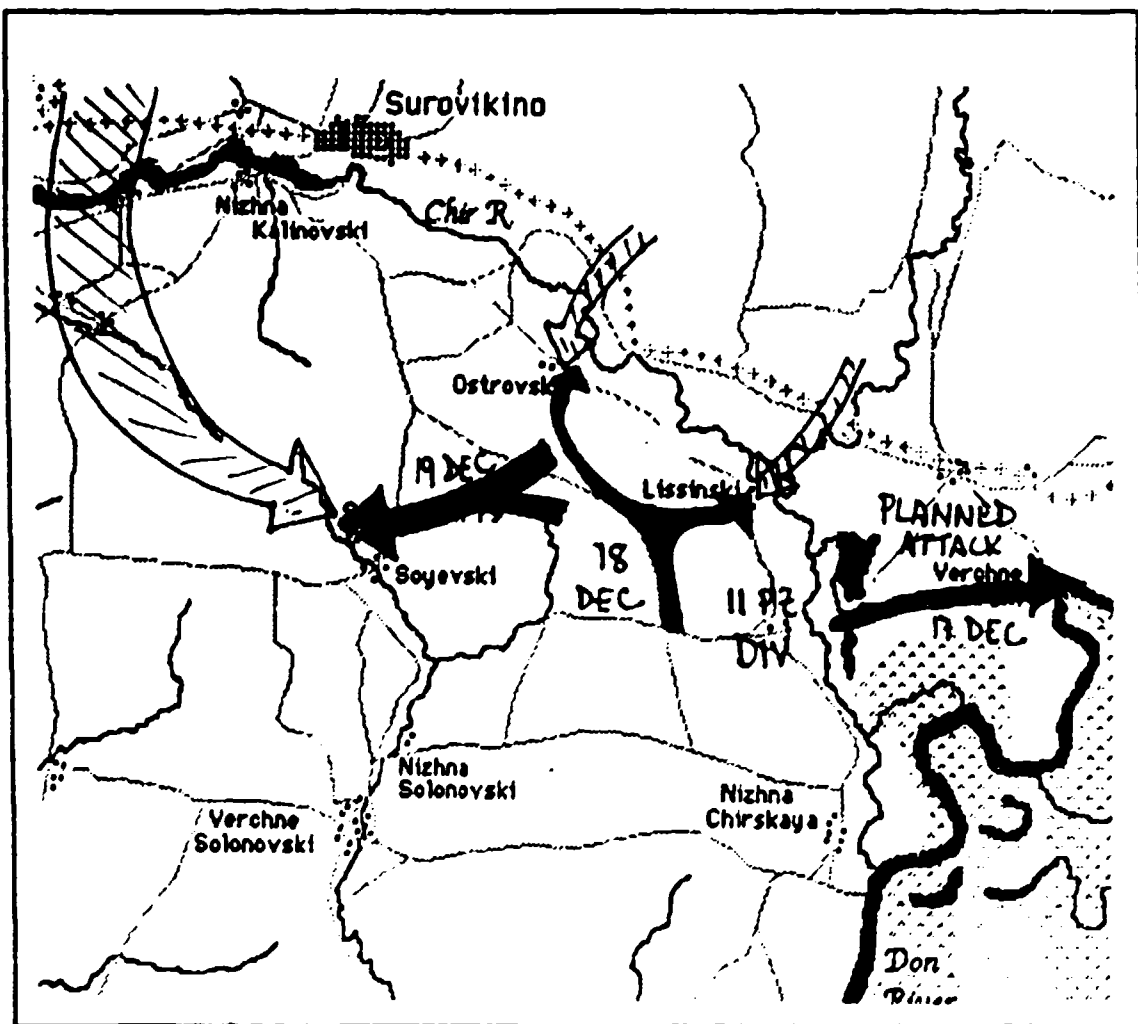 Surovikino
Nizhna
Kalinovski
Chir R
Ostrovski
19 DEC
Lissinski
PLANNED
ATTACK
Verchne
18
DEC
Soyevski
11 PZ
DIV
17 DEC
Nizhna
Solonovski
Nizhna
Chirskaya
Verchne
Solonovski
Don
River